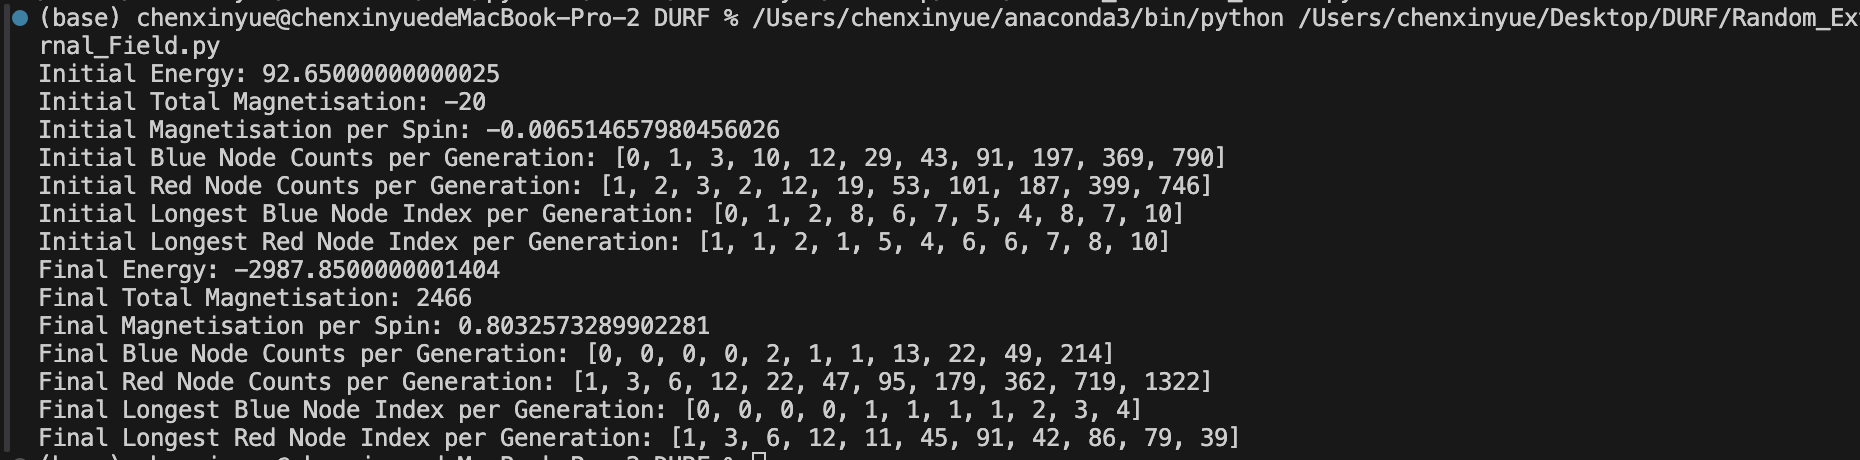 (base) chenxinyue@chenxinyuedeMacBook-Pro-2 DURF % /Users/chenxinyue/anaconda3/bin/python /Users/chenxinyue/Desktop/DURF/Random_Ext
rnal_Field.py
Initial Energy: 92.65000000000025
Initial Total Magnetisation: -20
Initial Magnetisation per Spin: -0.006514657980456026
Initial Blue Node Counts per Generation: [0, 1, 3, 10, 12, 29, 43, 91, 197, 369, 790]
Initial Red Node Counts per Generation: [1, 2, 3, 2, 12, 19, 53, 101, 187, 399, 746]
Initial Longest Blue Node Index per Generation: [0, 1, 2, 8, 6, 7, 5, 4, 8, 7, 10]
Initial Longest Red Node Index per Generation: [1, 1, 2, 1, 5, 4, 6, 6, 7, 8, 10]
Final Energy: -2987.8500000001404
Final Total Magnetisation: 2466
Final Magnetisation per Spin: 0.8032573289902281
Final Blue Node Counts per Generation: [0, 0, 0, 0, 2, 1, 1, 13, 22, 49, 214]
Final Red Node Counts per Generation: [1, 3, 6, 12, 22, 47, 95, 179, 362, 719, 1322]
Final Longest Blue Node Index per Generation: [0, 0, 0, 0, 1, 1, 1, 1, 2, 3, 4]
Final Longest Red Node Index per Generation: [1, 3, 6, 12, 11, 45, 91, 42, 86, 79, 39]